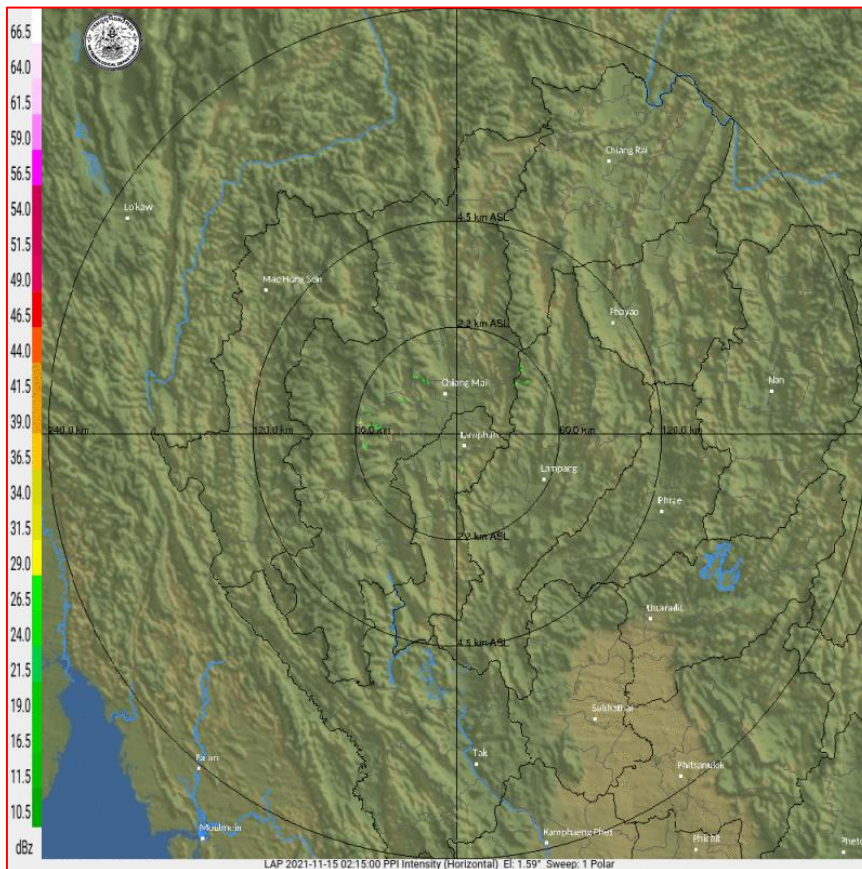 66.5
64.0
61.5
59.0
56.5
54.0
51.5
49.0
46.5
44.0
41.5
39.0
36.5
34.0
31.5
29.0
26.5
24.0
21.5
19.0
16.5
11.5
10.5
dBz
Chiang Rai
Loikaw
4.5 km ASL
Mae Hong Son
Phayao
2.2 km ASL
Chiang Mai
Nan
240.0 km
120.0 km
60.0 km
60.0 km
120.0 km
Lamphun
Lampang
Phrae
2.2 km ASL
Uttaradit
4.5 km ASL
Sukhothai
Tak
Pa'an
Phitsanulok
Moulmein
Kamphaeng Phet
Phichit
Phetc
LAP 2021-11-15 02:15:00 PPI Intensity (Horizontal) El: 1.59° Sweep: 1 Polar